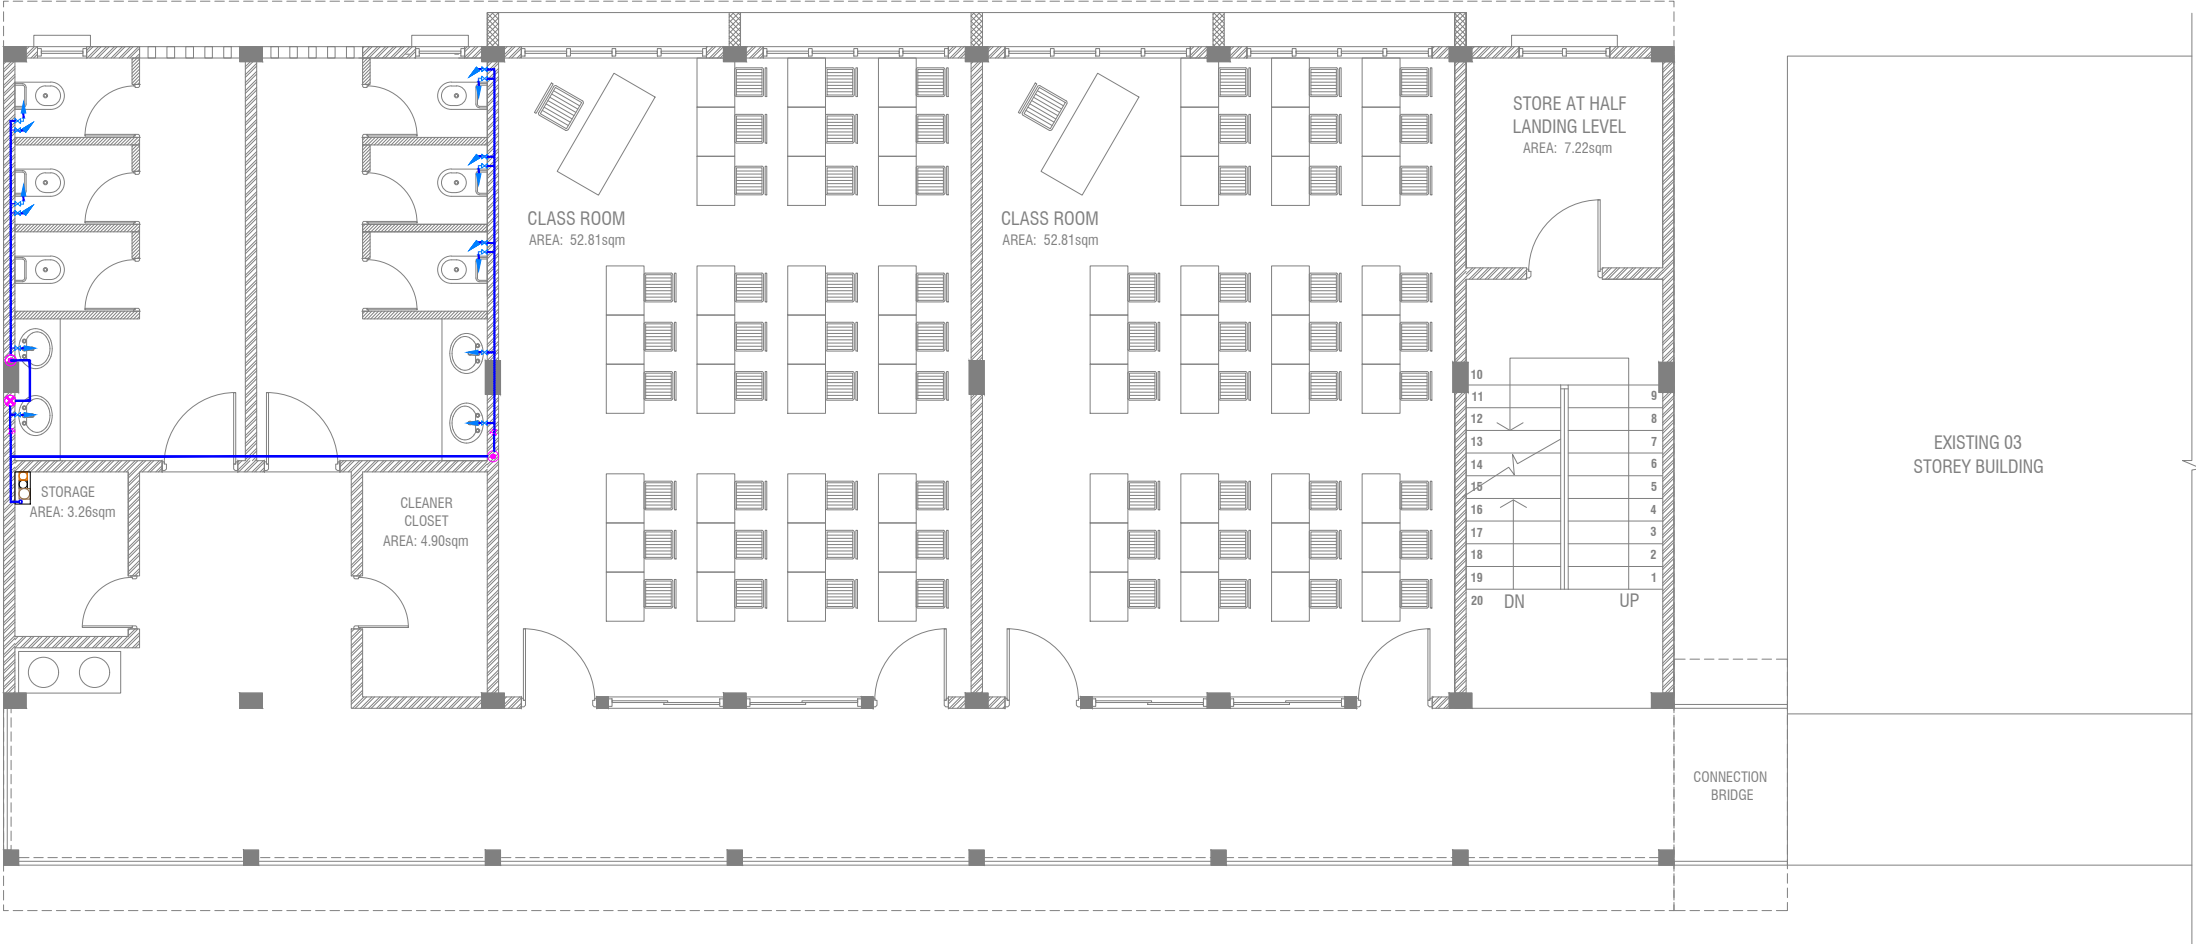 STORE AT HALF
LANDING LEVEL
AREA: 7.22sqm
CLASS ROOM
AREA: 52.81sqm
CLASS ROOM
AREA: 52.81sqm
10
11
12
13
14
15
16
17
18
19
20
9
8
7
6
5
4
3
2
1
DN
UP
EXISTING 03
STOREY BUILDING
STORAGE
AREA: 3.26sqm
CLEANER
CLOSET
AREA: 4.90sqm
CONNECTION
BRIDGE